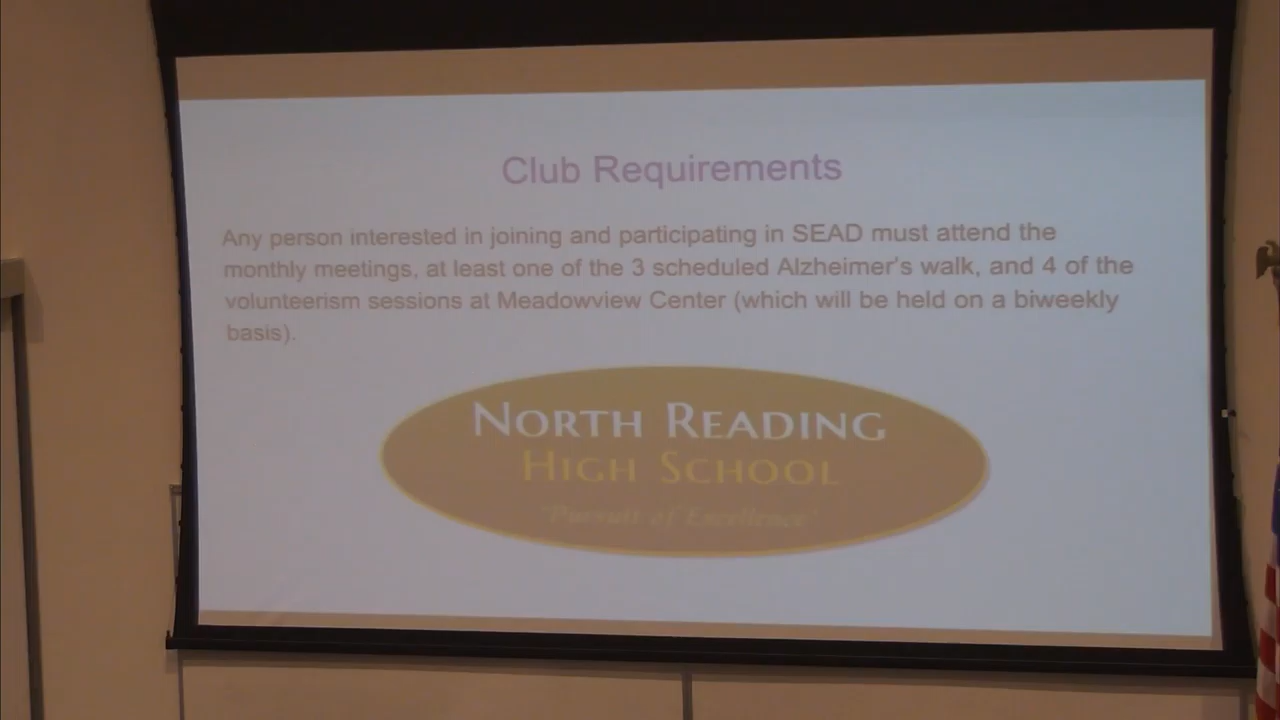 Club Requirements
Any person interested in joining and participating in SEAD must attend the
monthly meetings, at least one of the 3 scheduled Alzheimer's walk, and 4 of the
volunteerism sessions at Meadowview Center (which will be held on a biweekly
basis).
NORTH READING
HIGH SCHOOL
"Pursuit of Excellence"